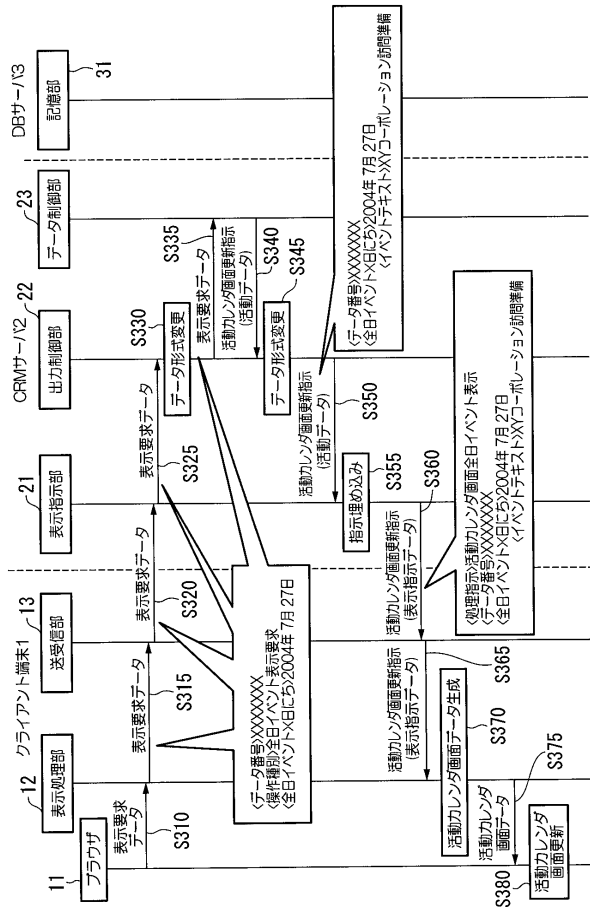 クライアント端末1
CRMサーバ2
DBサーバ3
11
ブラウザ
12
表示処理部
13
送受信部
21
表示指示部
22
出力制御部
23
データ制御部
31
記憶部
表示要求
データ
S310
表示要求データ
S315
表示要求データ
S320
表示要求データ
S325
S330
データ形式変更
表示要求データ
S335
活動カレンダ画面更新指示
(活動データ)
S340
データ形式変更
S345
活動カレンダ画面更新指示
(活動データ)
S350
指示埋め込み
S355
活動カレンダ画面更新指示
(表示指示データ)
S360
活動カレンダ画面更新指示
(表示指示データ)
S365
活動カレンダ画面データ生成
S370
活動カレンダ
画面データ
S375
活動カレンダ
画面更新
S380
<データ番号>XXXXXXX
<操作種別>全日イベント表示要求
<全日イベント×日にち>2004年 7月 27日
<データ番号>XXXXXXX
<全日イベント×日にち>2004年 7月 27日
<イベントテキスト>XYコーポレーション訪問準備
<処理指示>活動カレンダ画面全日イベント表示
<データ番号>XXXXXXX
<全日イベント×日にち>2004年 7月 27日
<イベントテキスト>XYコーポレーション訪問準備